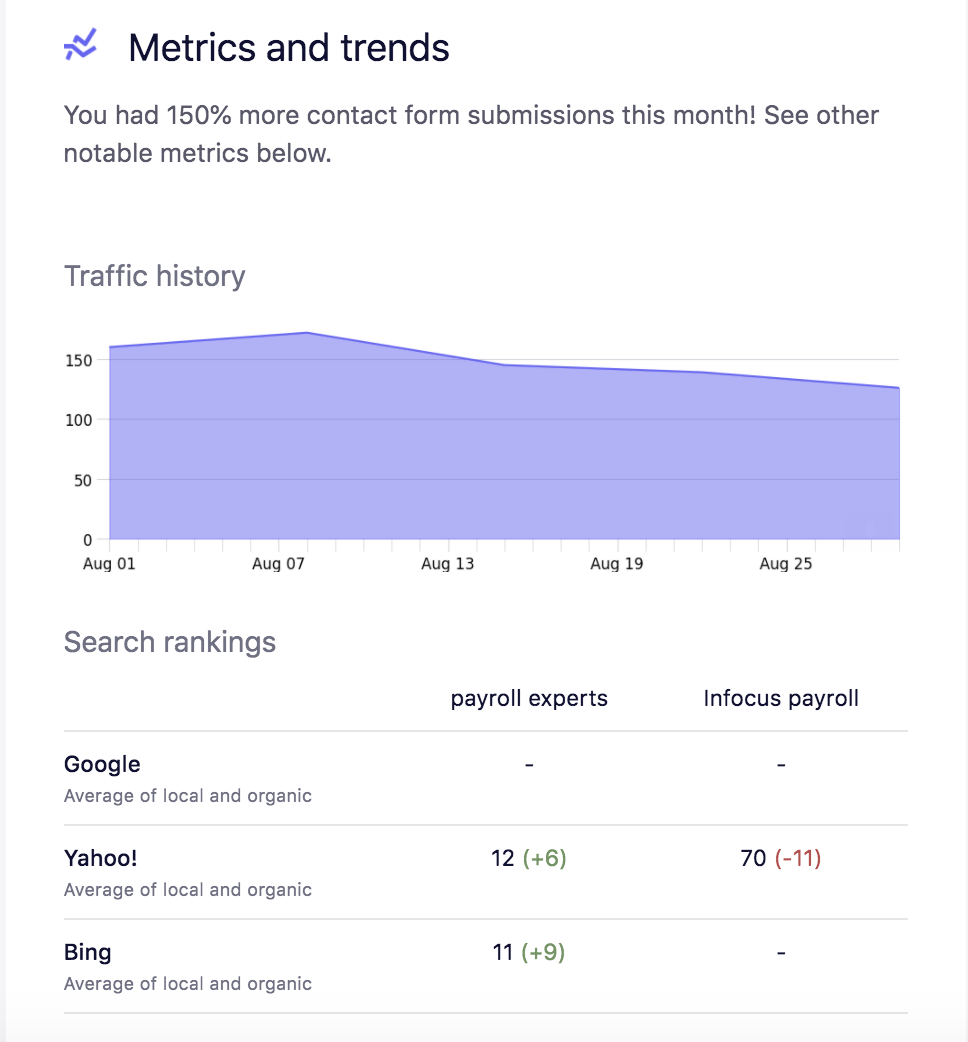 Metrics and trends
You had 150% more contact form submissions this month! See other
notable metrics below.
Traffic history
150
100
50
0
Aug 01 Aug 07 Aug 13 Aug 19 Aug 25
Search rankings
payroll experts Infocus payroll
Google - -
Average of local and organic
Yahoo! 12 (+6) 70 (-11)
Average of local and organic
Bing 11 (+9) -
Average of local and organic